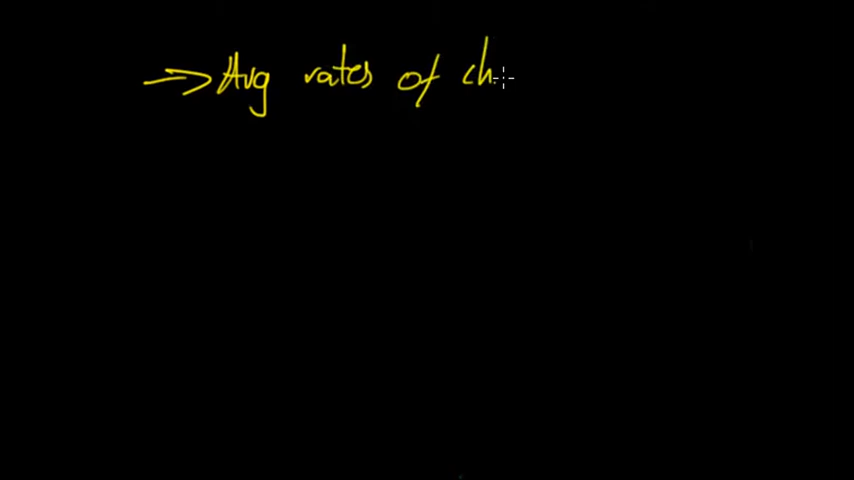 → Avg rates of ch